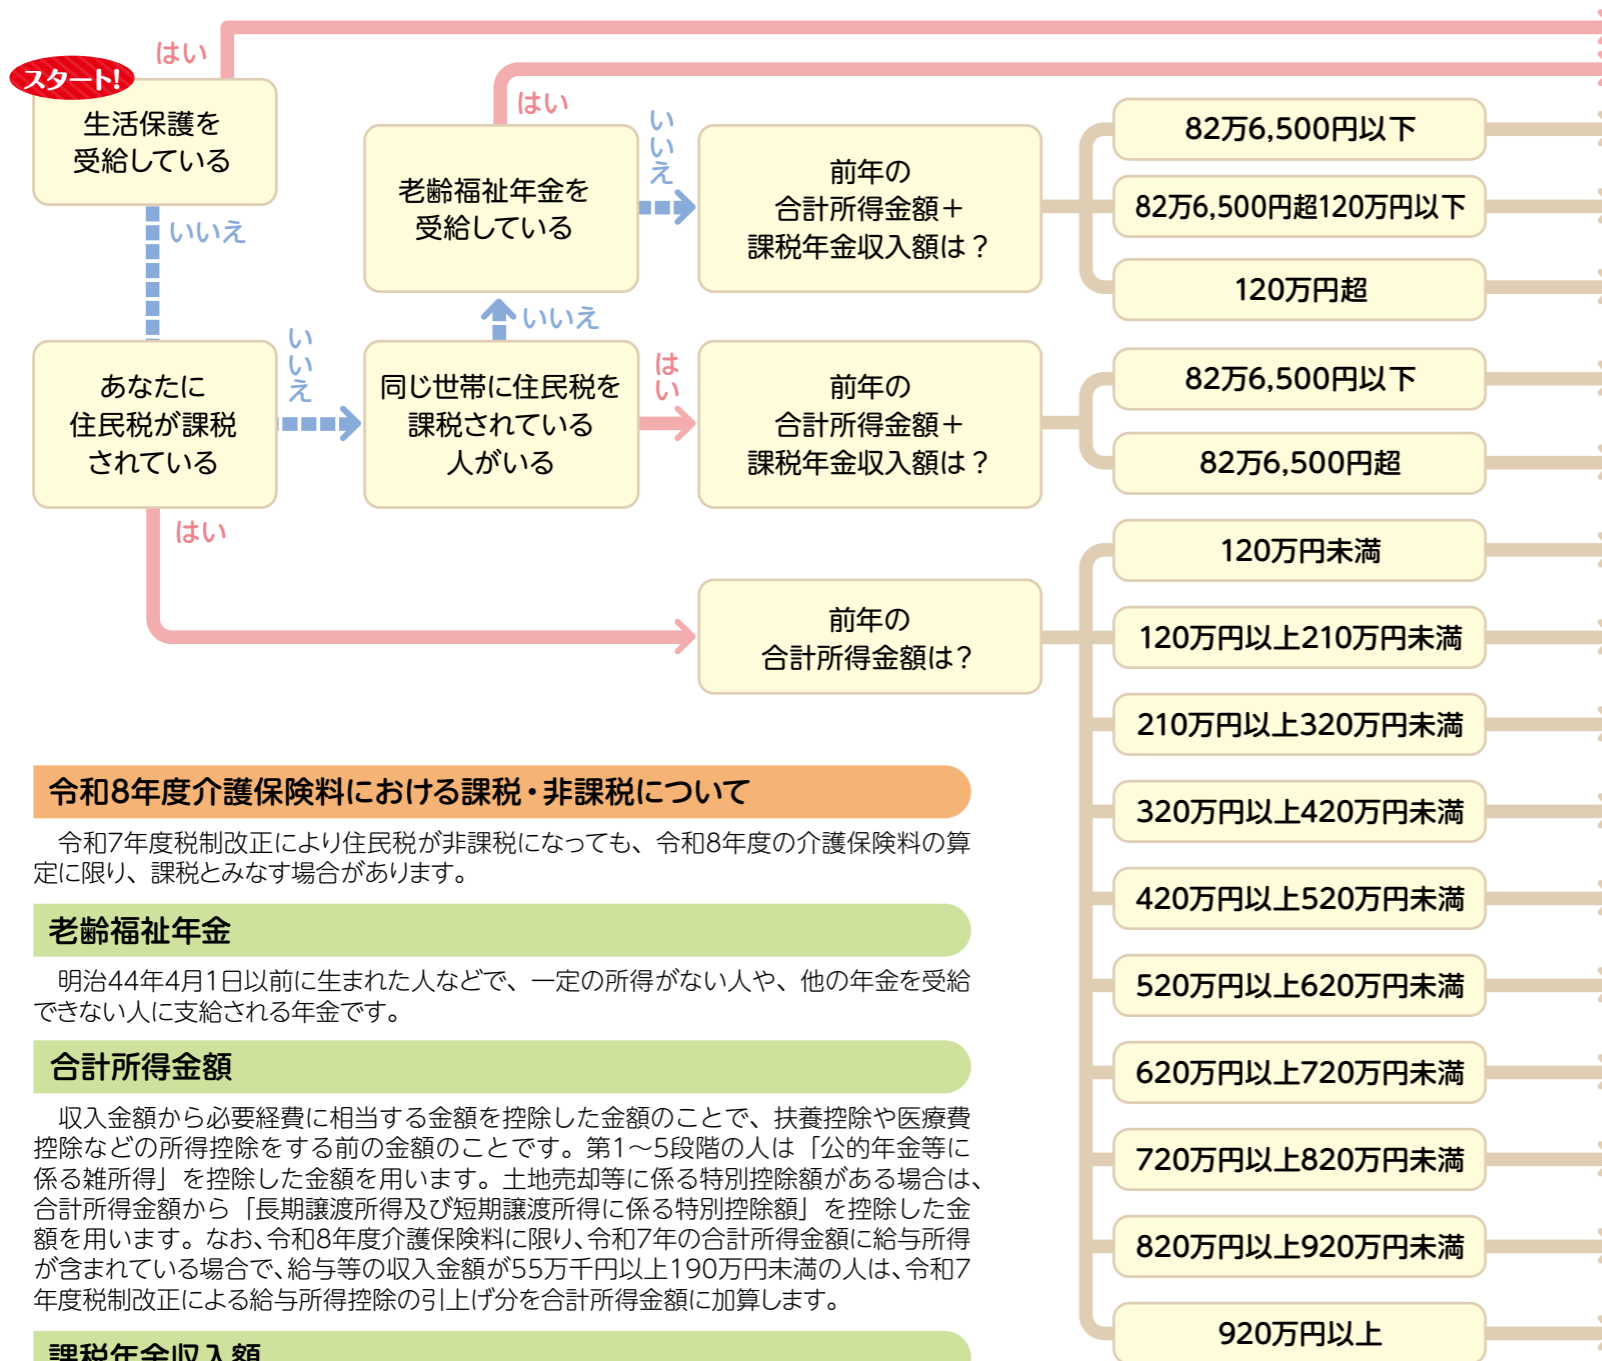 スタート!
はい
生活保護を
受給している
いいえ
あなたに
住民税が課税
されている
いいえ
はい
同じ世帯に住民税を
課税されている
人がいる
いいえ
はい
老齢福祉年金を
受給している
はい
いいえ
前年の
合計所得金額＋
課税年金収入額は？
82万6,500円以下
82万6,500円超120万円以下
120万円超
前年の
合計所得金額＋
課税年金収入額は？
82万6,500円以下
82万6,500円超
前年の
合計所得金額は？
120万円未満
120万円以上210万円未満
210万円以上320万円未満
320万円以上420万円未満
420万円以上520万円未満
520万円以上620万円未満
620万円以上720万円未満
720万円以上820万円未満
820万円以上920万円未満
920万円以上
令和8年度介護保険料における課税・非課税について
令和7年度税制改正により住民税が非課税になっても、令和8年度の介護保険料の算
定に限り、課税とみなす場合があります。
老齢福祉年金
明治44年4月1日以前に生まれた人などで、一定の所得がない人や、他の年金を受給
できない人に支給される年金です。
合計所得金額
収入金額から必要経費に相当する金額を控除した金額のことで、扶養控除や医療費
控除などの所得控除をする前の金額のことです。第1～5段階の人は「公的年金等に
係る雑所得」を控除した金額を用います。土地売却等に係る特別控除額がある場合は、
合計所得金額から「長期譲渡所得及び短期譲渡所得に係る特別控除額」を控除した金
額を用います。なお、令和8年度介護保険料に限り、令和7年の合計所得金額に給与所得
が含まれている場合で、給与等の収入金額が55万千円以上190万円未満の人は、令和7
年度税制改正による給与所得控除の引上げ分を合計所得金額に加算します。
課税年金収入額